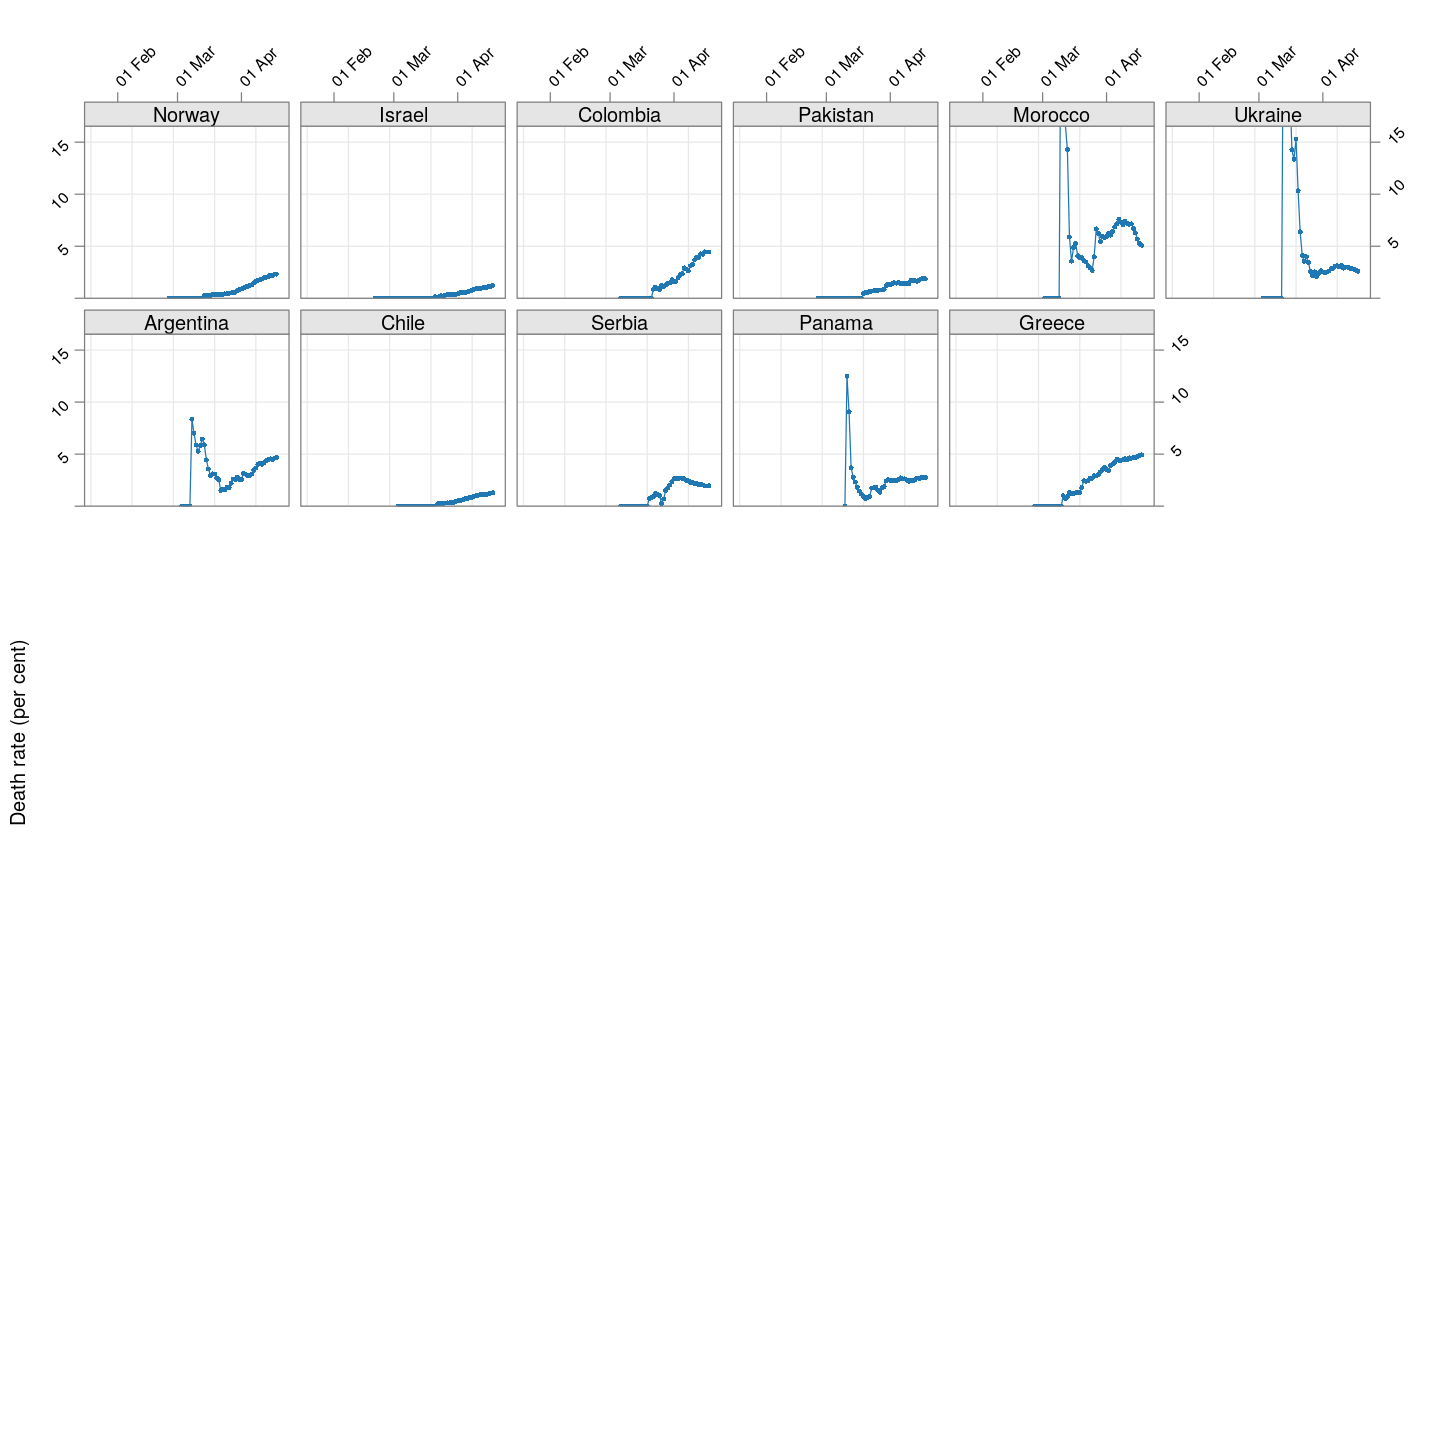 01 Feb 01 Mar 01 Apr 01 Feb 01 Mar 01 Apr 01 Feb 01 Mar 01 Apr 01 Feb 01 Mar 01 Apr 01 Feb 01 Mar 01 Apr 01 Feb 01 Mar 01 Apr
Norway Israel Colombia Pakistan Morocco Ukraine
15 15
10 10
5 5
Argentina Chile Serbia Panama Greece
15 15
10 10
5 5
Death rate (per cent)